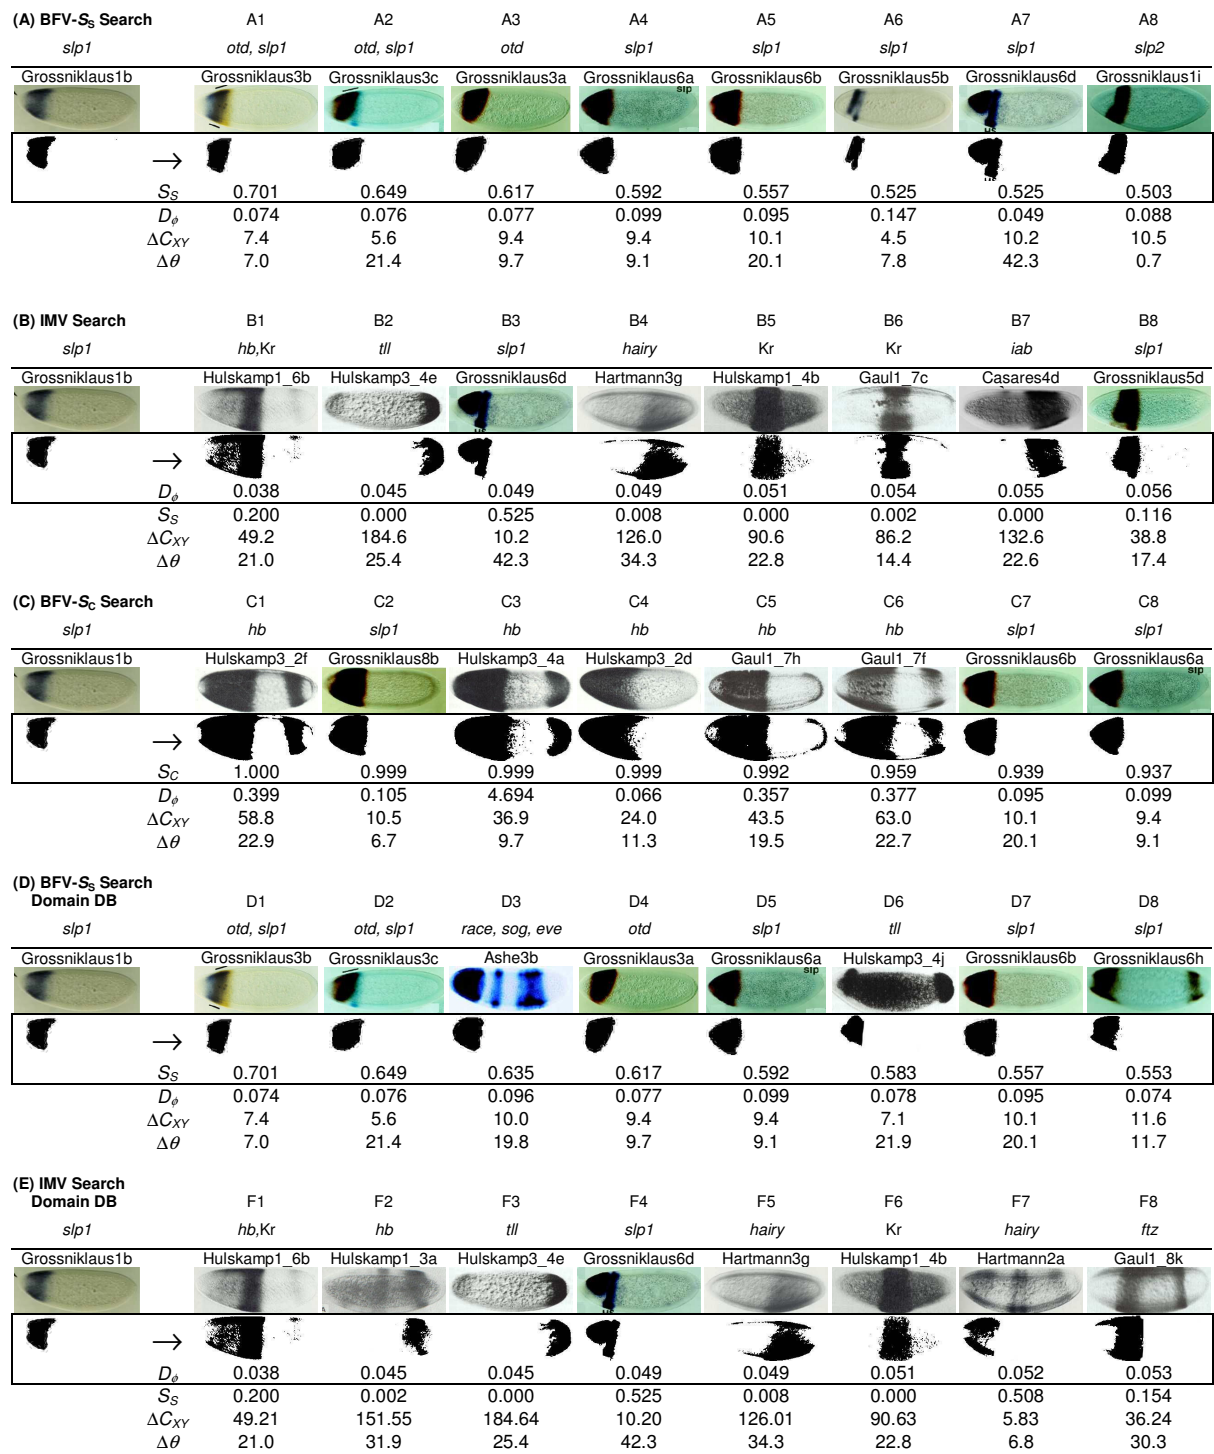 (A) BFV-SS Search A1 A2 A3 A4 A5 A6 A7 A8
slp1 otd, slp1 otd, slp1 otd slp1 slp1 slp1 slp1 slp2
Grossniklaus1b Grossniklaus3b Grossniklaus3c Grossniklaus3a Grossniklaus6a Grossniklaus6b Grossniklaus5b Grossniklaus6d Grossniklaus1i
slp
HS
→
HS
SS 0.701 0.649 0.617 0.592 0.557 0.525 0.525 0.503
Dϕ 0.074 0.076 0.077 0.099 0.095 0.147 0.049 0.088
ΔCXY 7.4 5.6 9.4 9.4 10.1 4.5 10.2 10.5
Δθ 7.0 21.4 9.7 9.1 20.1 7.8 42.3 0.7
(B) IMV Search B1 B2 B3 B4 B5 B6 B7 B8
slp1 hb,Kr tll slp1 hairy Kr Kr iab slp1
Grossniklaus1b Hulskamp1_6b Hulskamp3_4e Grossniklaus6d Hartmann3g Hulskamp1_4b Gaul1_7c Casares4d Grossniklaus5d
HS
→
Dϕ 0.038 0.045 0.049 0.049 0.051 0.054 0.055 0.056
SS 0.200 0.000 0.525 0.008 0.000 0.002 0.000 0.116
ΔCXY 49.2 184.6 10.2 126.0 90.6 86.2 132.6 38.8
Δθ 21.0 25.4 42.3 34.3 22.8 14.4 22.6 17.4
(C) BFV-SC Search C1 C2 C3 C4 C5 C6 C7 C8
slp1 hb slp1 hb hb hb hb slp1 slp1
Grossniklaus1b Hulskamp3_2f Grossniklaus8b Hulskamp3_4a Hulskamp3_2d Gaul1_7h Gaul1_7f Grossniklaus6b Grossniklaus6a
slp
→
SC 1.000 0.999 0.999 0.999 0.992 0.959 0.939 0.937
Dϕ 0.399 0.105 4.694 0.066 0.357 0.377 0.095 0.099
ΔCXY 58.8 10.5 36.9 24.0 43.5 63.0 10.1 9.4
Δθ 22.9 6.7 9.7 11.3 19.5 22.7 20.1 9.1
(D) BFV-SS Search
Domain DB D1 D2 D3 D4 D5 D6 D7 D8
slp1 otd, slp1 otd, slp1 race, sog, eve otd slp1 tll slp1 slp1
Grossniklaus1b Grossniklaus3b Grossniklaus3c Ashe3b Grossniklaus3a Grossniklaus6a Hulskamp3_4j Grossniklaus6b Grossniklaus6h
slp
→
SS 0.701 0.649 0.635 0.617 0.592 0.583 0.557 0.553
Dϕ 0.074 0.076 0.096 0.077 0.099 0.078 0.095 0.074
ΔCXY 7.4 5.6 10.0 9.4 9.4 7.1 10.1 11.6
Δθ 7.0 21.4 19.8 9.7 9.1 21.9 20.1 11.7
(E) IMV Search
Domain DB F1 F2 F3 F4 F5 F6 F7 F8
slp1 hb,Kr hb tll slp1 hairy Kr hairy ftz
Grossniklaus1b Hulskamp1_6b Hulskamp1_3a Hulskamp3_4e Grossniklaus6d Hartmann3g Hulskamp1_4b Hartmann2a Gaul1_8k
HS
→
Dϕ 0.038 0.045 0.045 0.049 0.049 0.051 0.052 0.053
SS 0.200 0.002 0.000 0.525 0.008 0.000 0.508 0.154
ΔCXY 49.21 151.55 184.64 10.20 126.01 90.63 5.83 36.24
Δθ 21.0 31.9 25.4 42.3 34.3 22.8 6.8 30.3